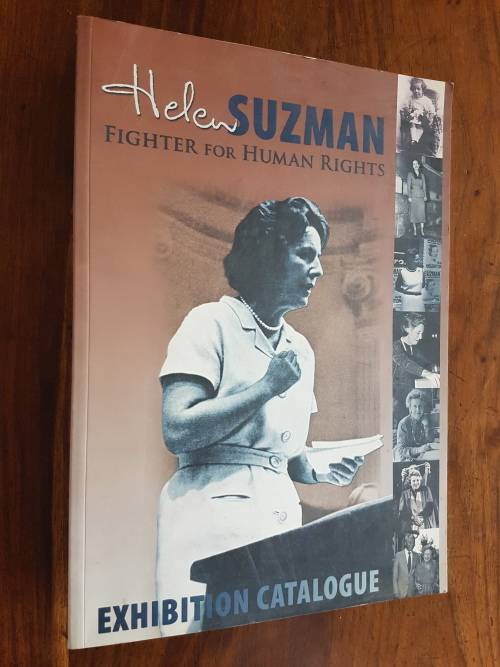 Helen SUZMAN
FIGHTER FOR HUMAN RIGHTS
EXHIBITION CATALOGUE